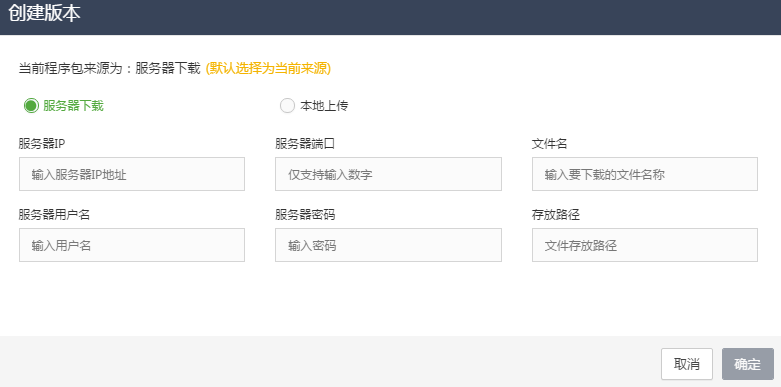 创建版本
当前程序包来源为：服务器下载 (默认选择为当前来源)
服务器下载 本地上传
服务器IP 服务器端口 文件名
输入服务器IP地址 仅支持输入数字 输入要下载的文件名称
服务器用户名 服务器密码 存放路径
输入用户名 输入密码 文件存放路径
取消 确定